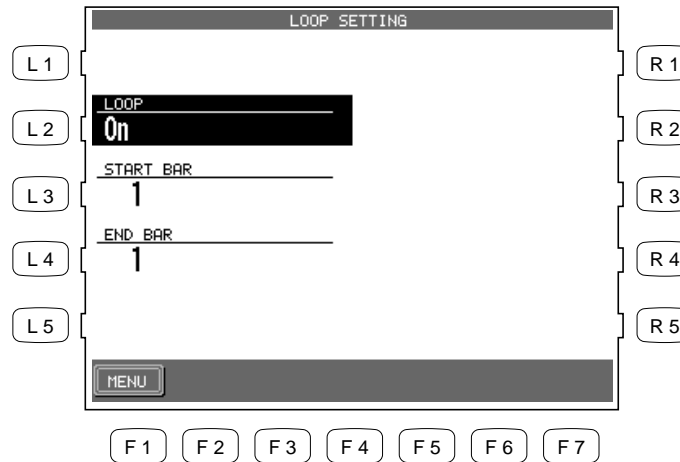 LOOP SETTING
L 1
R 1
LOOP
L 2
On
R 2
START BAR
L 3
1
R 3
END BAR
L 4
1
R 4
L 5
R 5
MENU
F 1 F 2 F 3 F 4 F 5 F 6 F 7